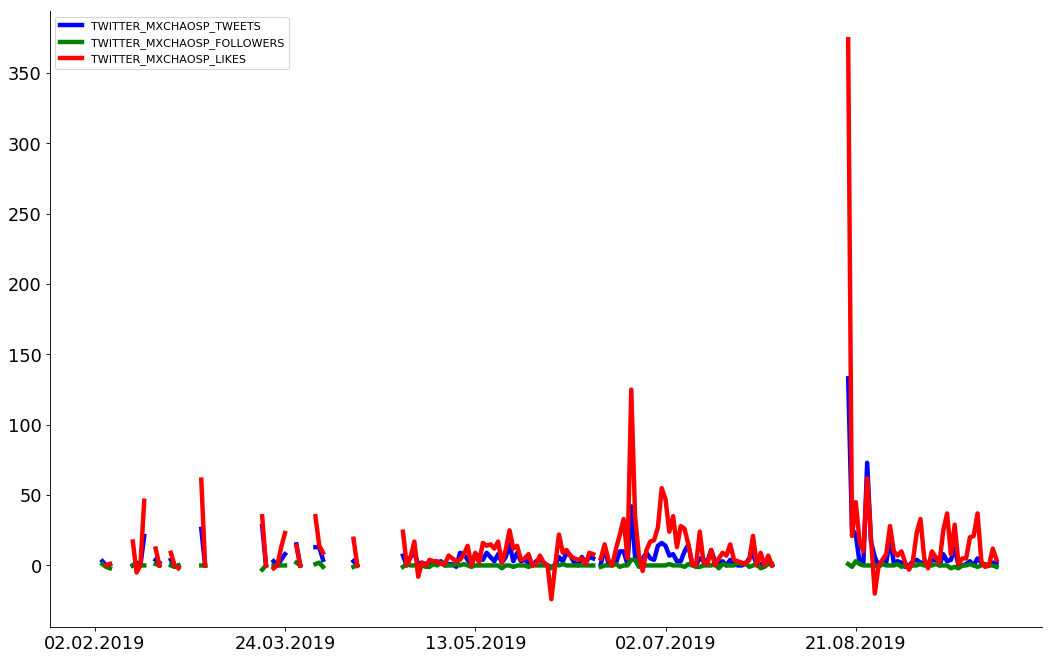 TWITTER_MXCHAOSP_TWEETS
TWITTER_MXCHAOSP_FOLLOWERS
TWITTER_MXCHAOSP_LIKES
350
300
250
200
150
100
50
0
02.02.2019 24.03.2019 13.05.2019 02.07.2019 21.08.2019